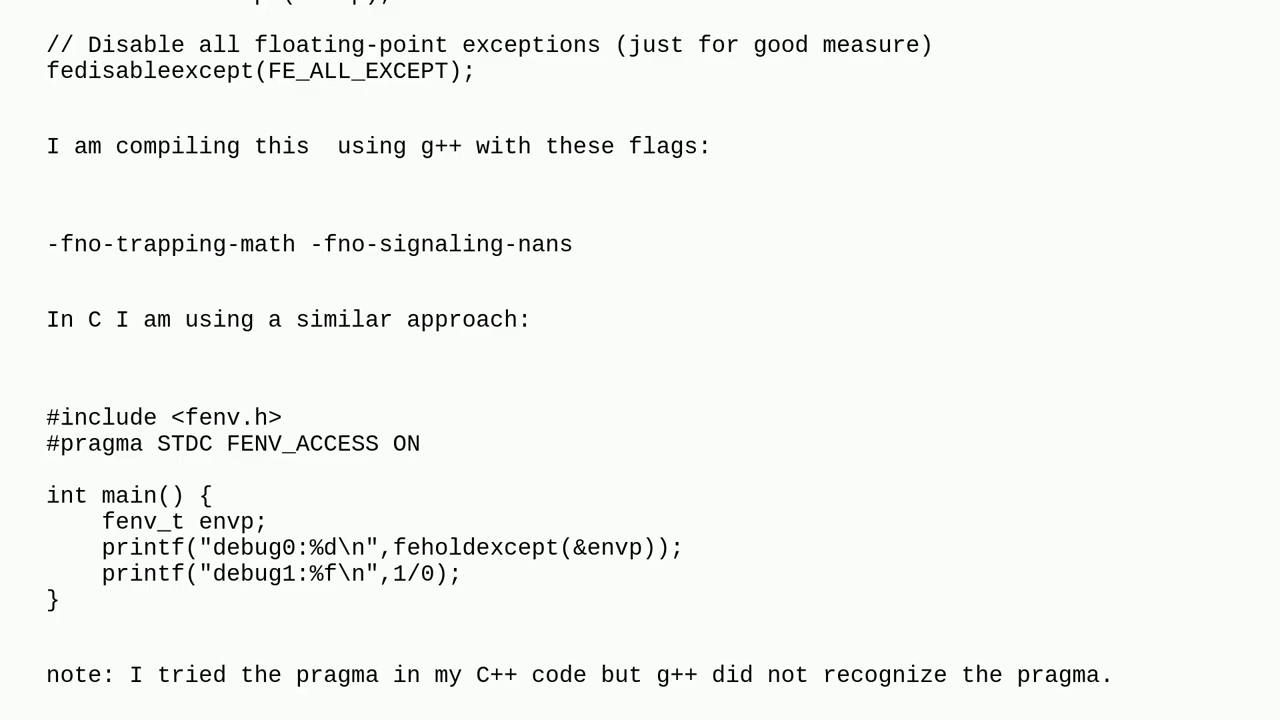 // Disable all floating-point exceptions (just for good measure)
fedisableexcept(FE_ALL_EXCEPT);
I am compiling this  using g++ with these flags:
-fno-trapping-math -fno-signaling-nans
In C I am using a similar approach:
#include <fenv.h>
#pragma STDC FENV_ACCESS ON
int main() {
    fenv_t envp;
    printf("debug0:%d\n",feholdexcept(&envp));
    printf("debug1:%f\n",1/0);
}
note: I tried the pragma in my C++ code but g++ did not recognize the pragma.